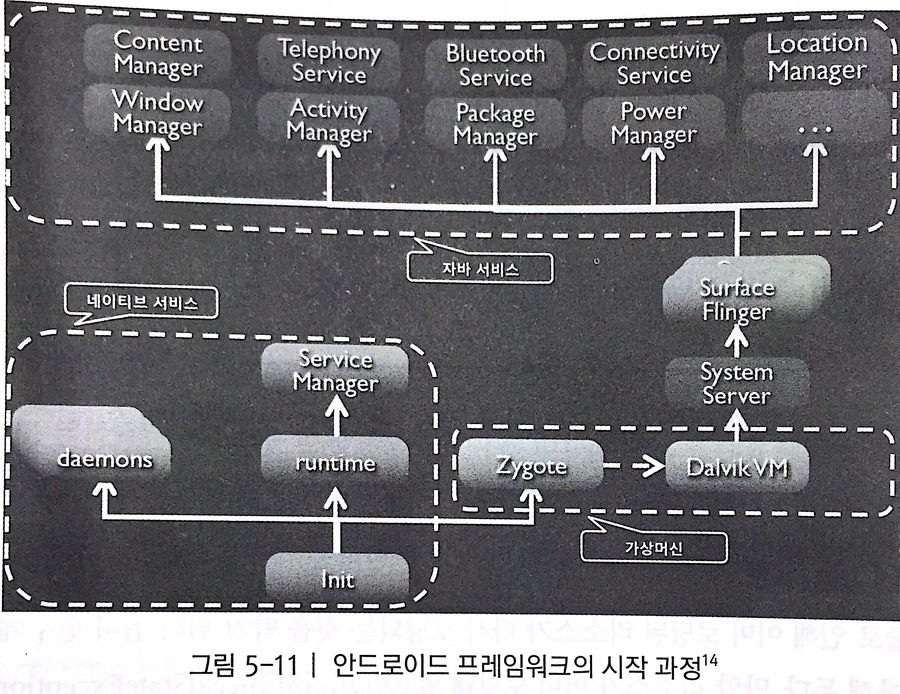 Content
Manager
Telephony
Service
Bluetooth
Service
Connectivity
Service
Location
Manager
Window
Manager
Activity
Manager
Package
Manager
Power
Manager
...
자바 서비스
네이티브 서비스
Surface
Flinger
Service
Manager
System
Server
daemons
runtime
Zygote
Dalvik VM
가상머신
Init
그림 5-11 | 안드로이드 프레임워크의 시작 과정14